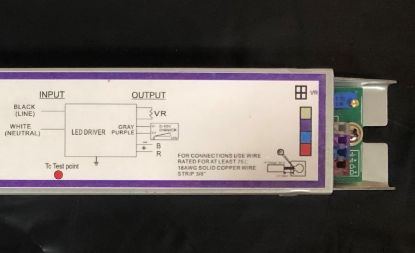 INPUT
OUTPUT
BLACK
(LINE)
WHITE
(NEUTRAL)
LED DRIVER
VR
GRAY
PURPLE
B
R
Tc Test point
FOR CONNECTIONS USE WIRE
RATED FOR AT LEAST
18AWG SOLID COPPER WIRE
STRIP 3/8"
VR